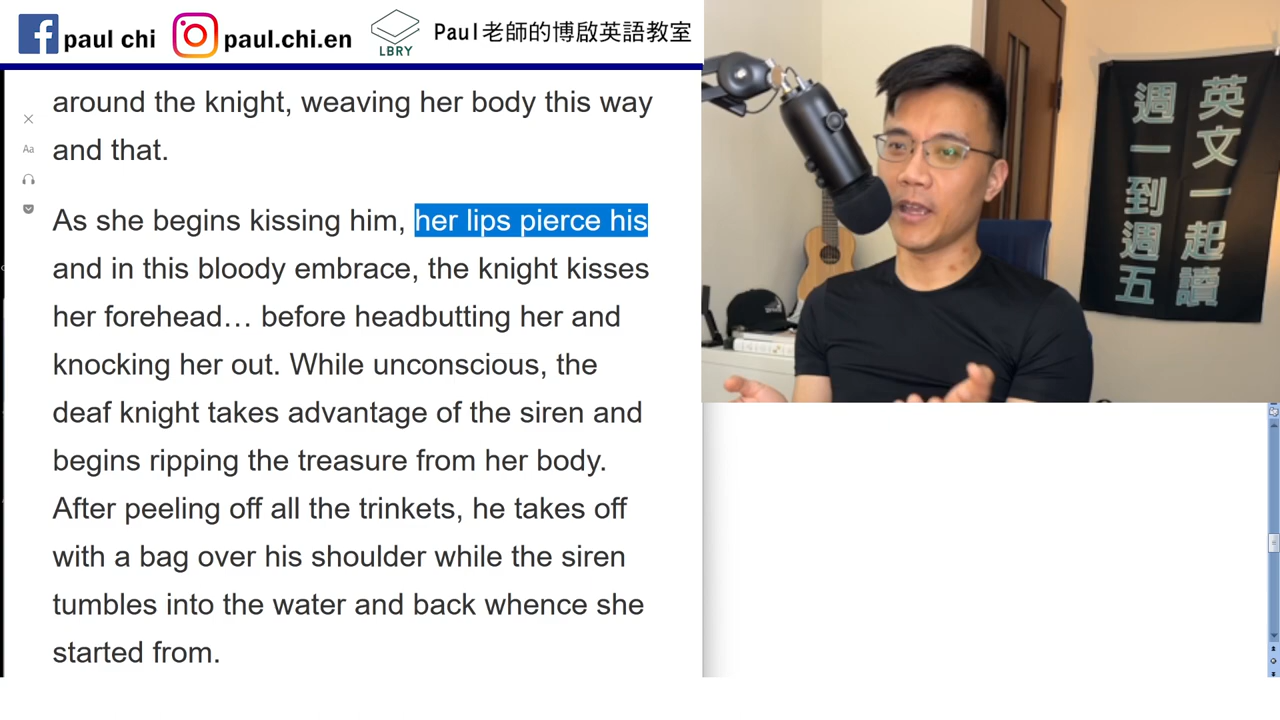 paul chi
paul.chi.en
LBRY
Paul老師的博啟英語教室
around the knight, weaving her body this way
and that.
Aa
As she begins kissing him, her lips pierce his
and in this bloody embrace, the knight kisses
her forehead… before headbutting her and
knocking her out. While unconscious, the
deaf knight takes advantage of the siren and
begins ripping the treasure from her body.
After peeling off all the trinkets, he takes off
with a bag over his shoulder while the siren
tumbles into the water and back whence she
started from.
英文一起讀
週一到週五